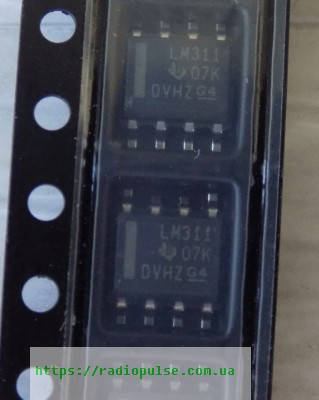 LM311
07K
DVHZ G4
LM311
07K
DVHZ G4
https://radiopulse.com.ua